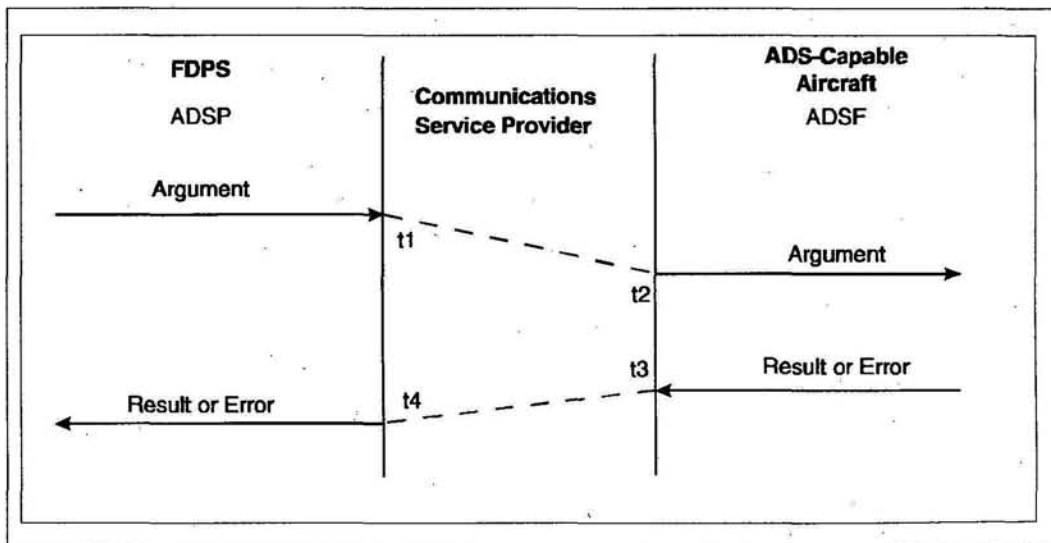 FDPS
ADSP
Communications
Service Provider
ADS-Capable
Aircraft
ADSF
Argument
t1
Argument
t2
t3
Result or Error
Result or Error
t4